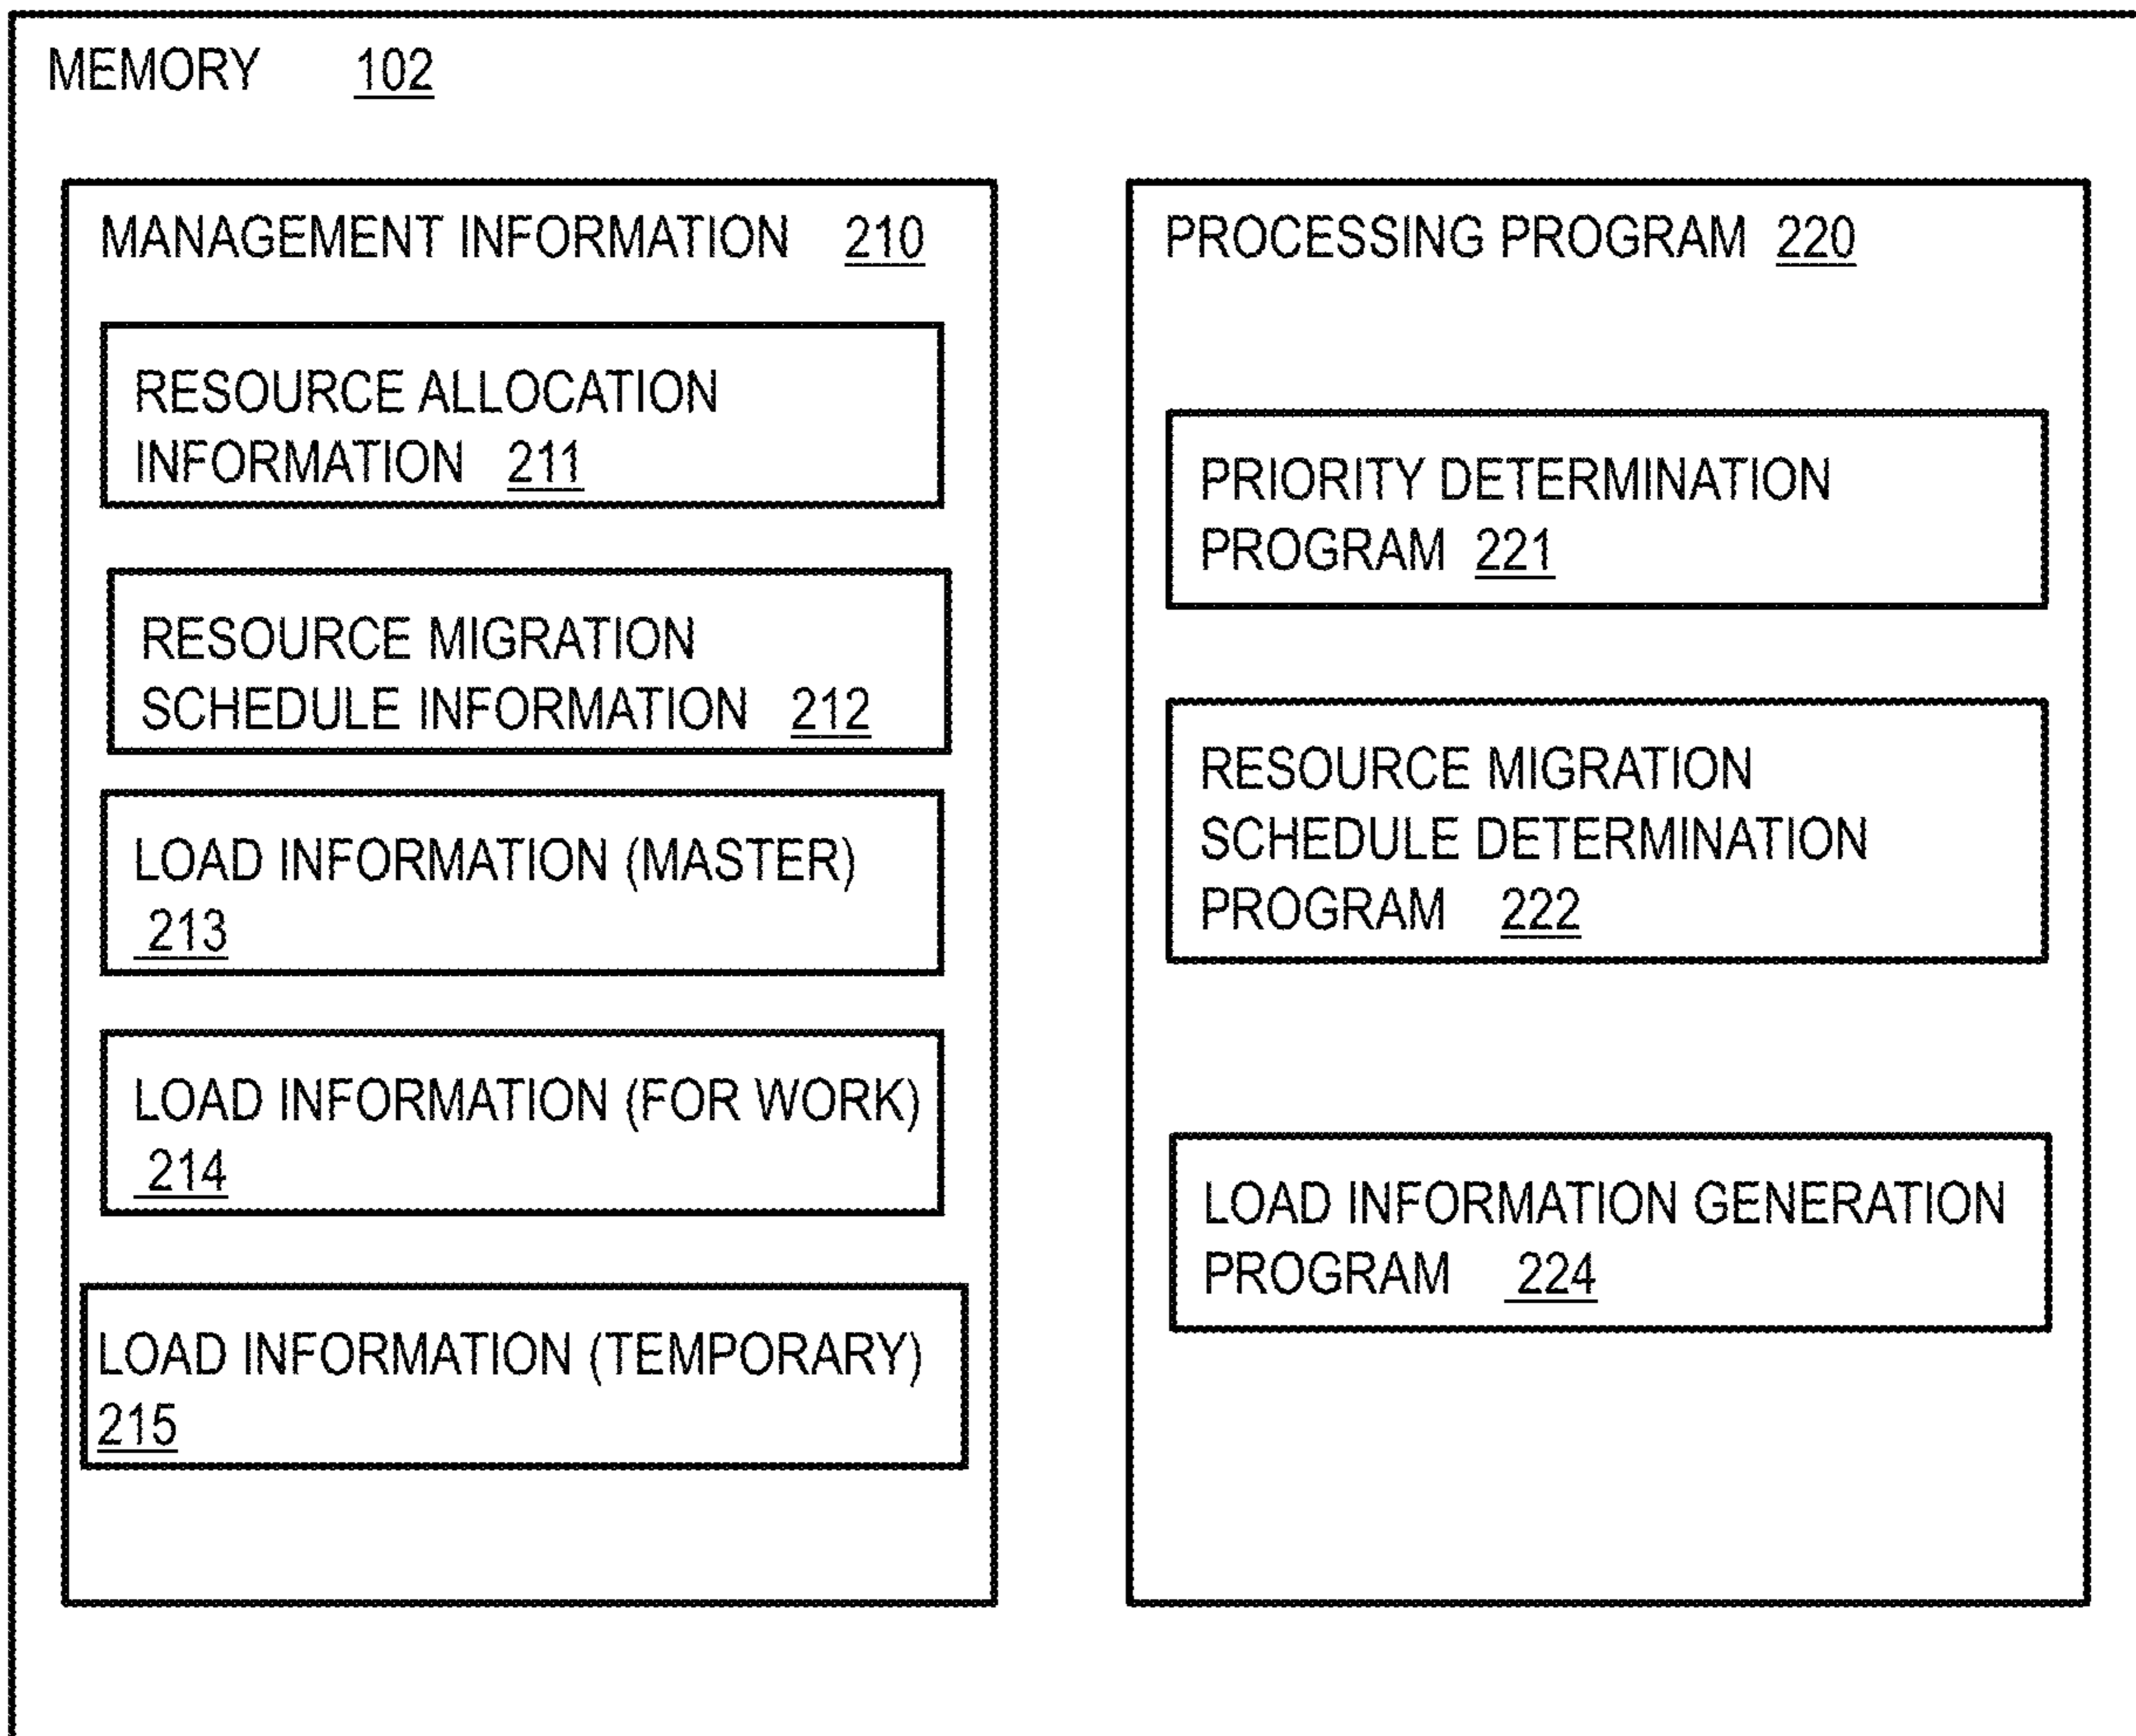 MEMORY 102
MANAGEMENT INFORMATION 210
RESOURCE ALLOCATION
INFORMATION 211
RESOURCE MIGRATION
SCHEDULE INFORMATION 212
LOAD INFORMATION (MASTER)
213
LOAD INFORMATION (FOR WORK)
214
LOAD INFORMATION (TEMPORARY)
215
PROCESSING PROGRAM 220
PRIORITY DETERMINATION
PROGRAM 221
RESOURCE MIGRATION
SCHEDULE DETERMINATION
PROGRAM 222
LOAD INFORMATION GENERATION
PROGRAM 224